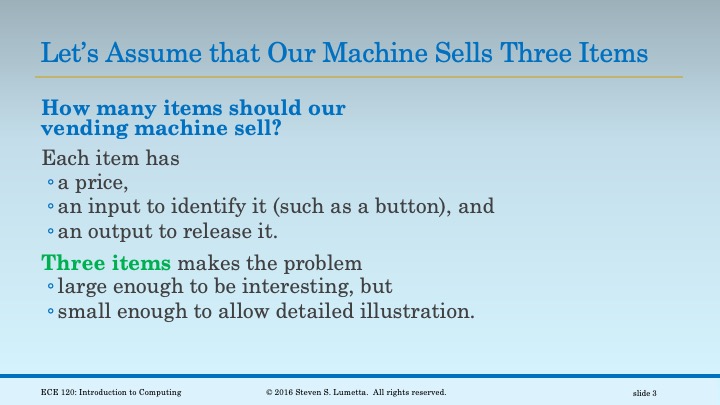 Let's Assume that Our Machine Sells Three Items
How many items should our
vending machine sell?
Each item has
◦a price,
◦an input to identify it (such as a button), and
◦an output to release it.
Three items makes the problem
◦large enough to be interesting, but
◦small enough to allow detailed illustration.
ECE 120: Introduction to Computing © 2016 Steven S. Lumetta. All rights reserved. slide 3